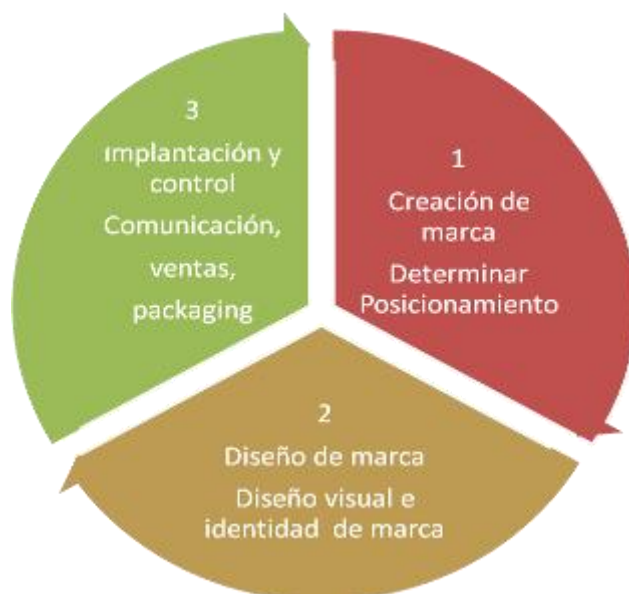 3
Implantación y
control
Comunicación,
ventas,
packaging
1
Creación de
marca
Determinar
Posicionamiento
2
Diseño de marca
Diseño visual e
identidad de marca